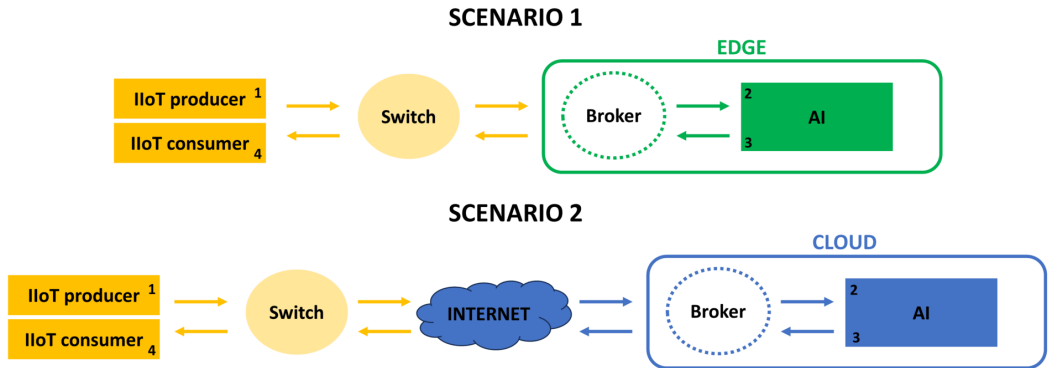 SCENARIO 1
EDGE
IIoT producer 1
IIoT consumer 4
Switch
Broker
2
AI
3
SCENARIO 2
CLOUD
IIoT producer 1
IIoT consumer 4
Switch
INTERNET
Broker
2
AI
3